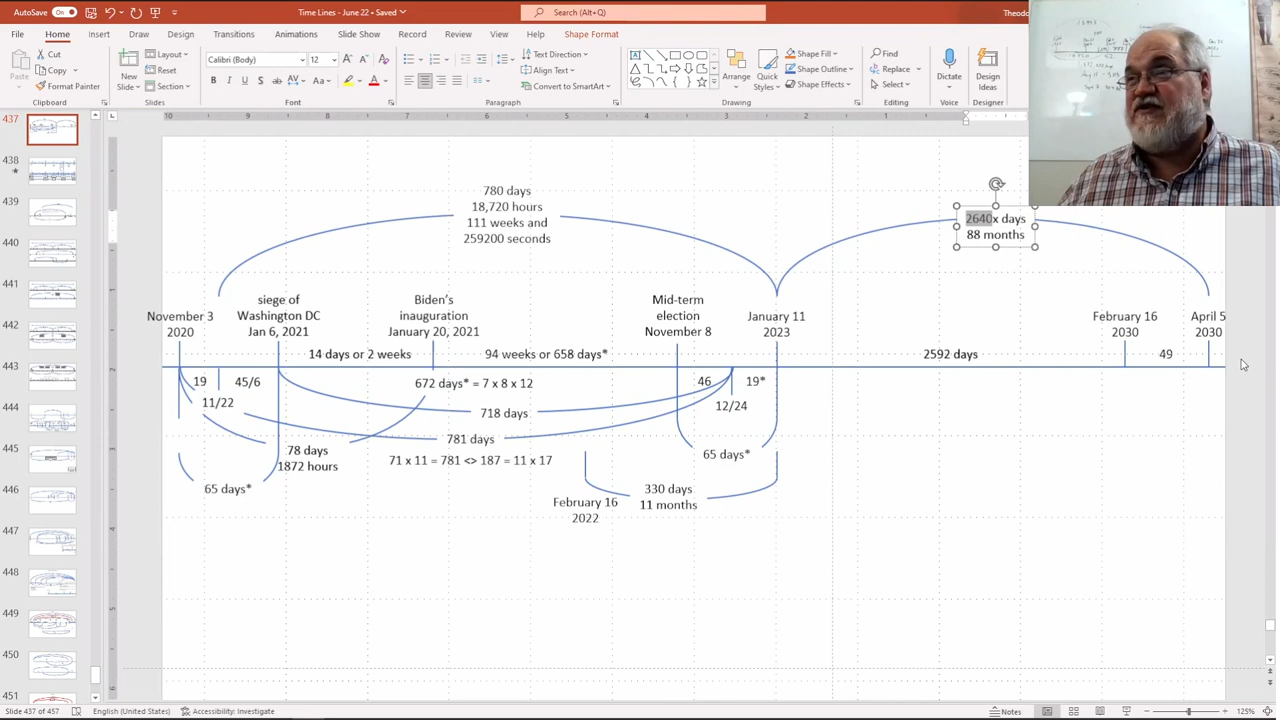 AutoSave On
Time Lines - June 22 • Saved
Search (Alt+Q)
Theodo
File Home Insert Draw Design Transitions Animations Slide Show Record Review View Help Shape Format
Paste
Cut
Copy
Format Painter
Clipboard
New
Slide
Layout
Reset
Section
Slides
Calibri (Body) 12
Font
Paragraph
Text Direction
Align Text
Convert to SmartArt
Arrange
Quick
Styles
Shape Fill
Shape Outline
Shape Effects
Drawing
Find
Replace
Select
Editing
Dictate
Voice
Design
Ideas
Designer
437
438
439
440
441
442
443
444
445
446
447
448
449
450
451
780 days
18,720 hours
111 weeks and
259200 seconds
2640x days
88 months
November 3
2020
siege of
Washington DC
Jan 6, 2021
Biden's
inauguration
January 20, 2021
Mid-term
election
November 8
January 11
2023
February 16
2030
April 5
2030
14 days or 2 weeks
94 weeks or 658 days*
2592 days
49
19
45/6
672 days* = 7 x 8 x 12
46
19*
11/22
718 days
12/24
781 days
78 days
1872 hours
71 x 11 = 781 <> 187 = 11 x 17
65 days*
65 days*
330 days
11 months
February 16
2022
Slide 437 of 457
English (United States)
Accessibility: Investigate
Notes
125%